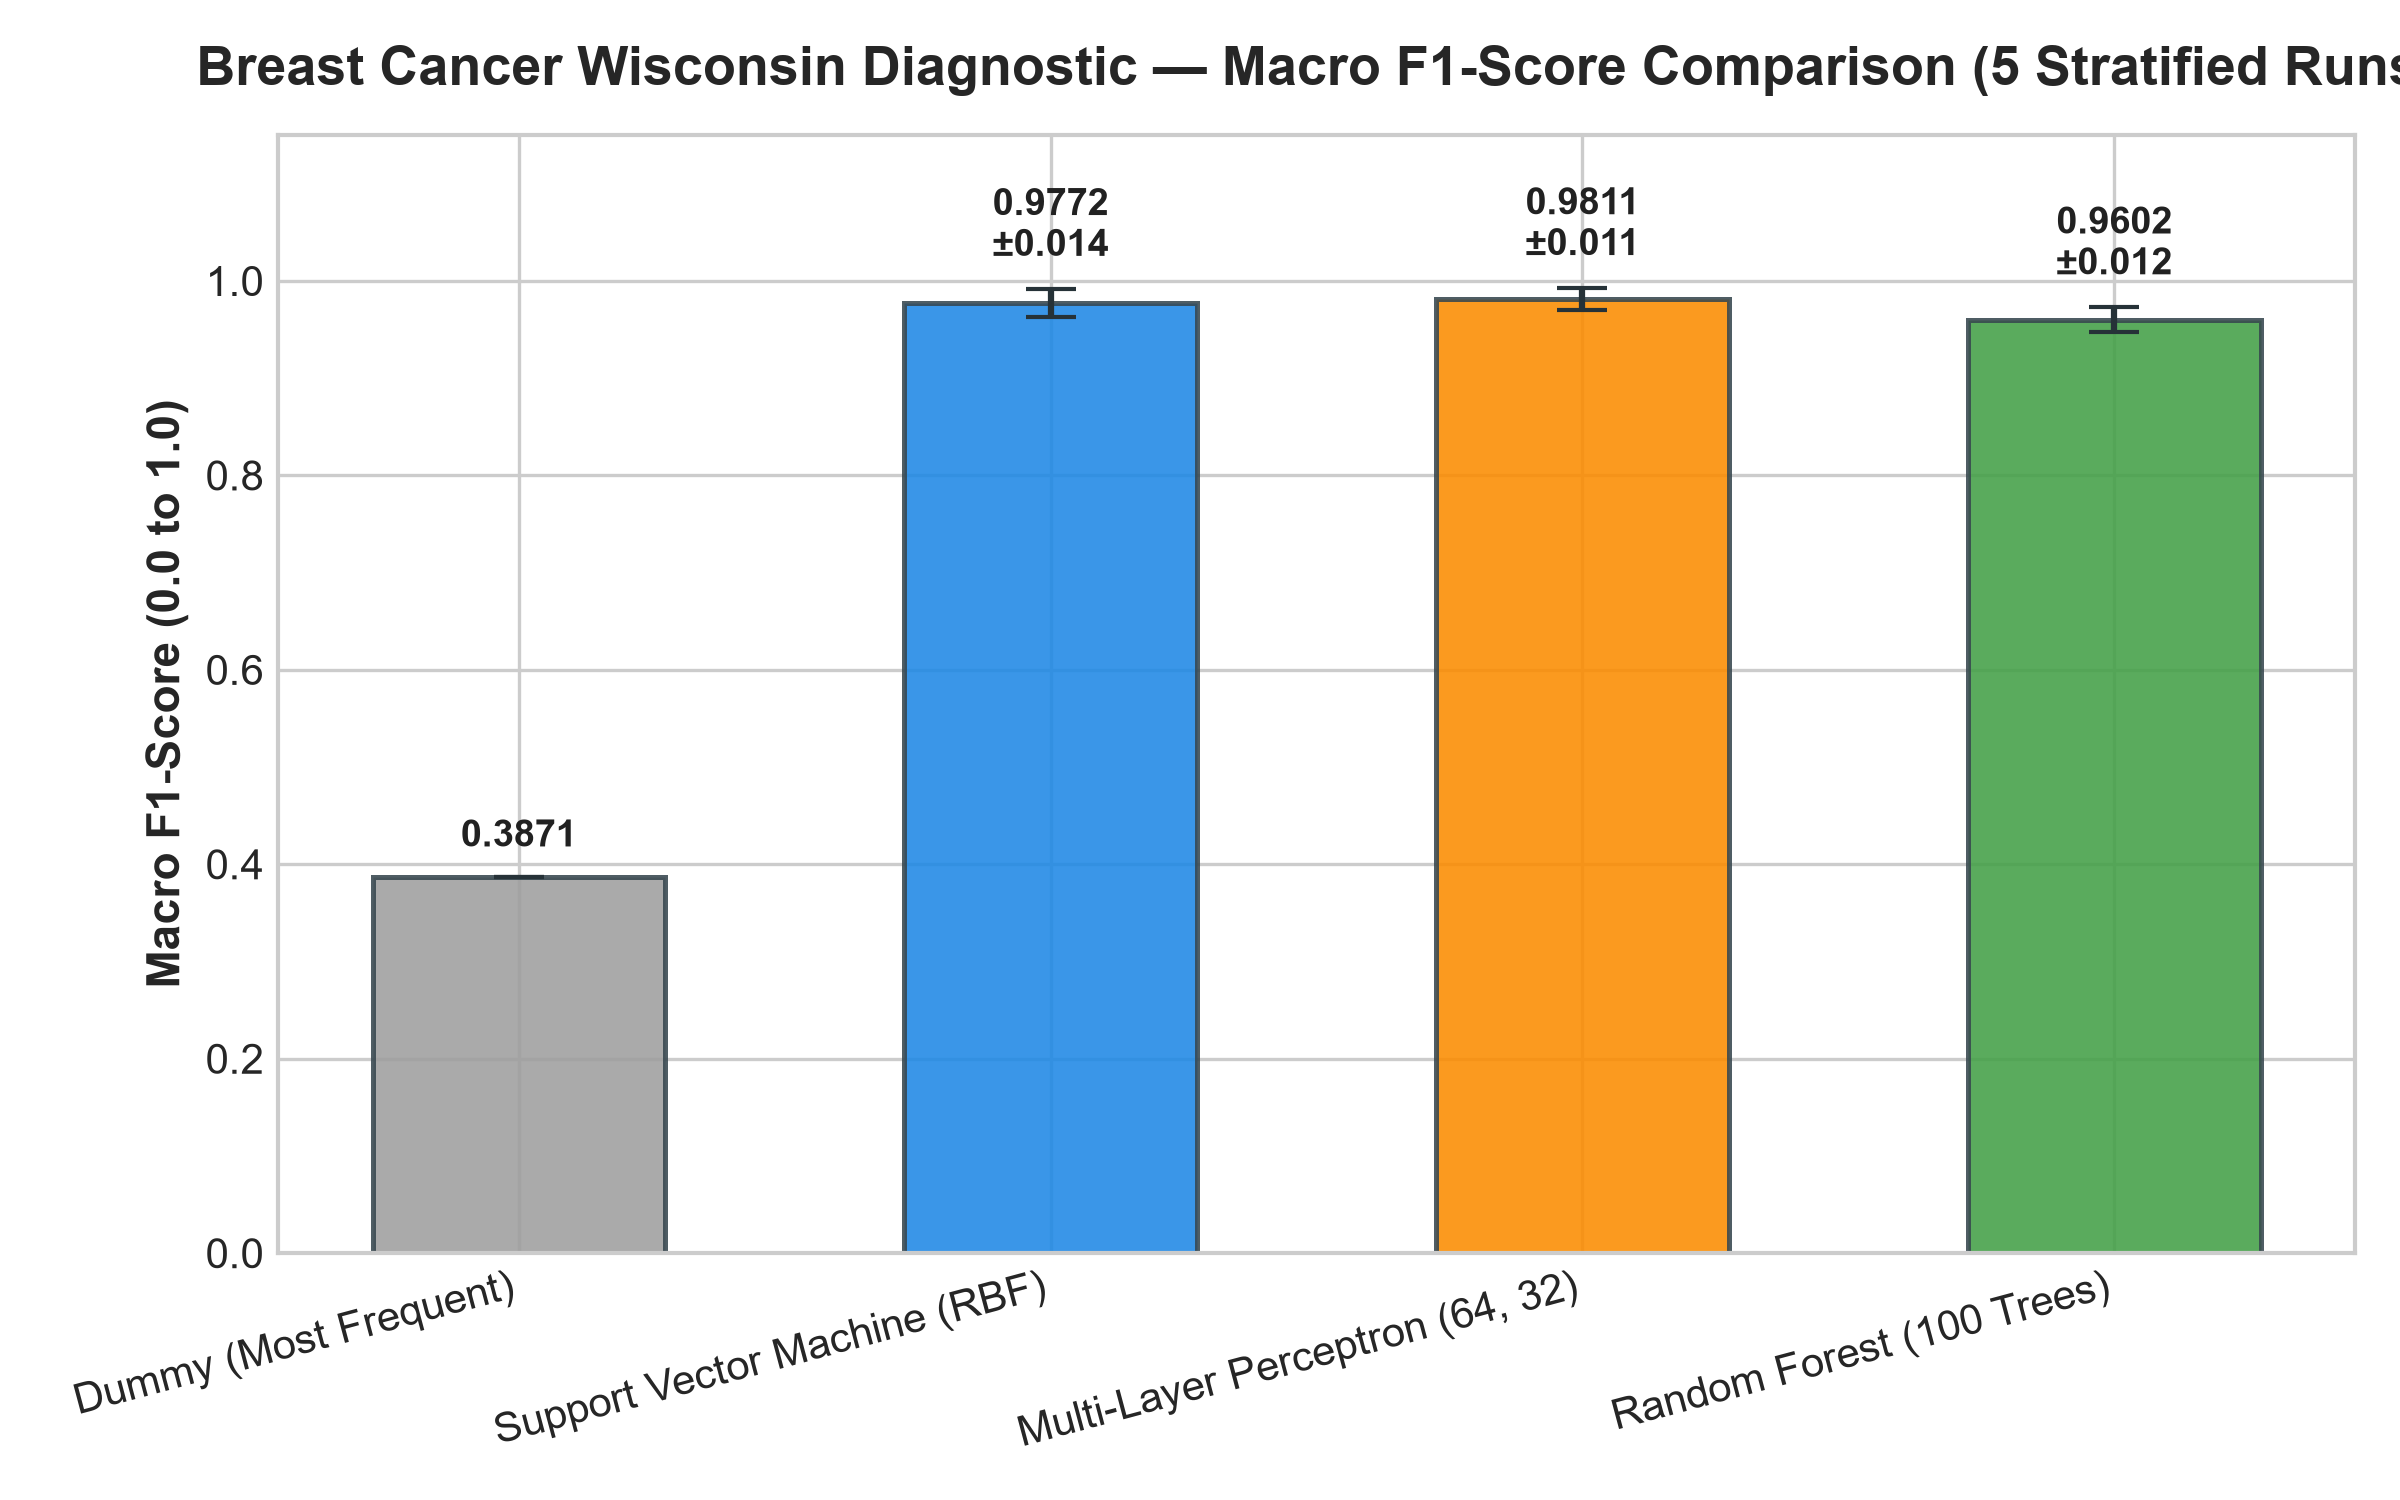 Breast Cancer Wisconsin Diagnostic — Macro F1-Score Comparison (5 Stratified Runs
Macro F1-Score (0.0 to 1.0)
1.0
0.8
0.6
0.4
0.2
0.0
0.3871
0.9772
±0.014
0.9811
±0.011
0.9602
±0.012
Dummy (Most Frequent)
Support Vector Machine (RBF)
Multi-Layer Perceptron (64, 32)
Random Forest (100 Trees)